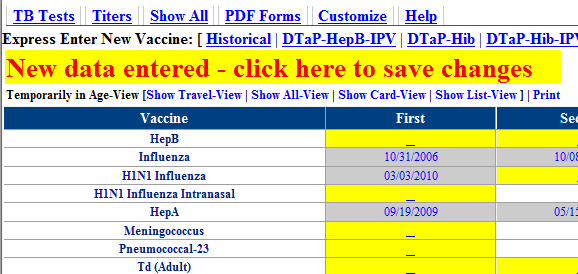 TB Tests | Titers | Show All | PDF Forms | Customize | Help
Express Enter New Vaccine: [ Historical | DTaP-HepB-IPV | DTaP-Hib | DTaP-Hib-IPV
New data entered - click here to save changes
Temporarily in Age-View [Show Travel-View | Show All-View | Show Card-View | Show List-View ] | Print
Vaccine First Sec
HepB
Influenza 10/31/2006 10/08
H1N1 Influenza 03/03/2010
H1N1 Influenza Intranasal
HepA 09/19/2009 05/15
Meningococcus
Pneumococcal-23
Td (Adult)